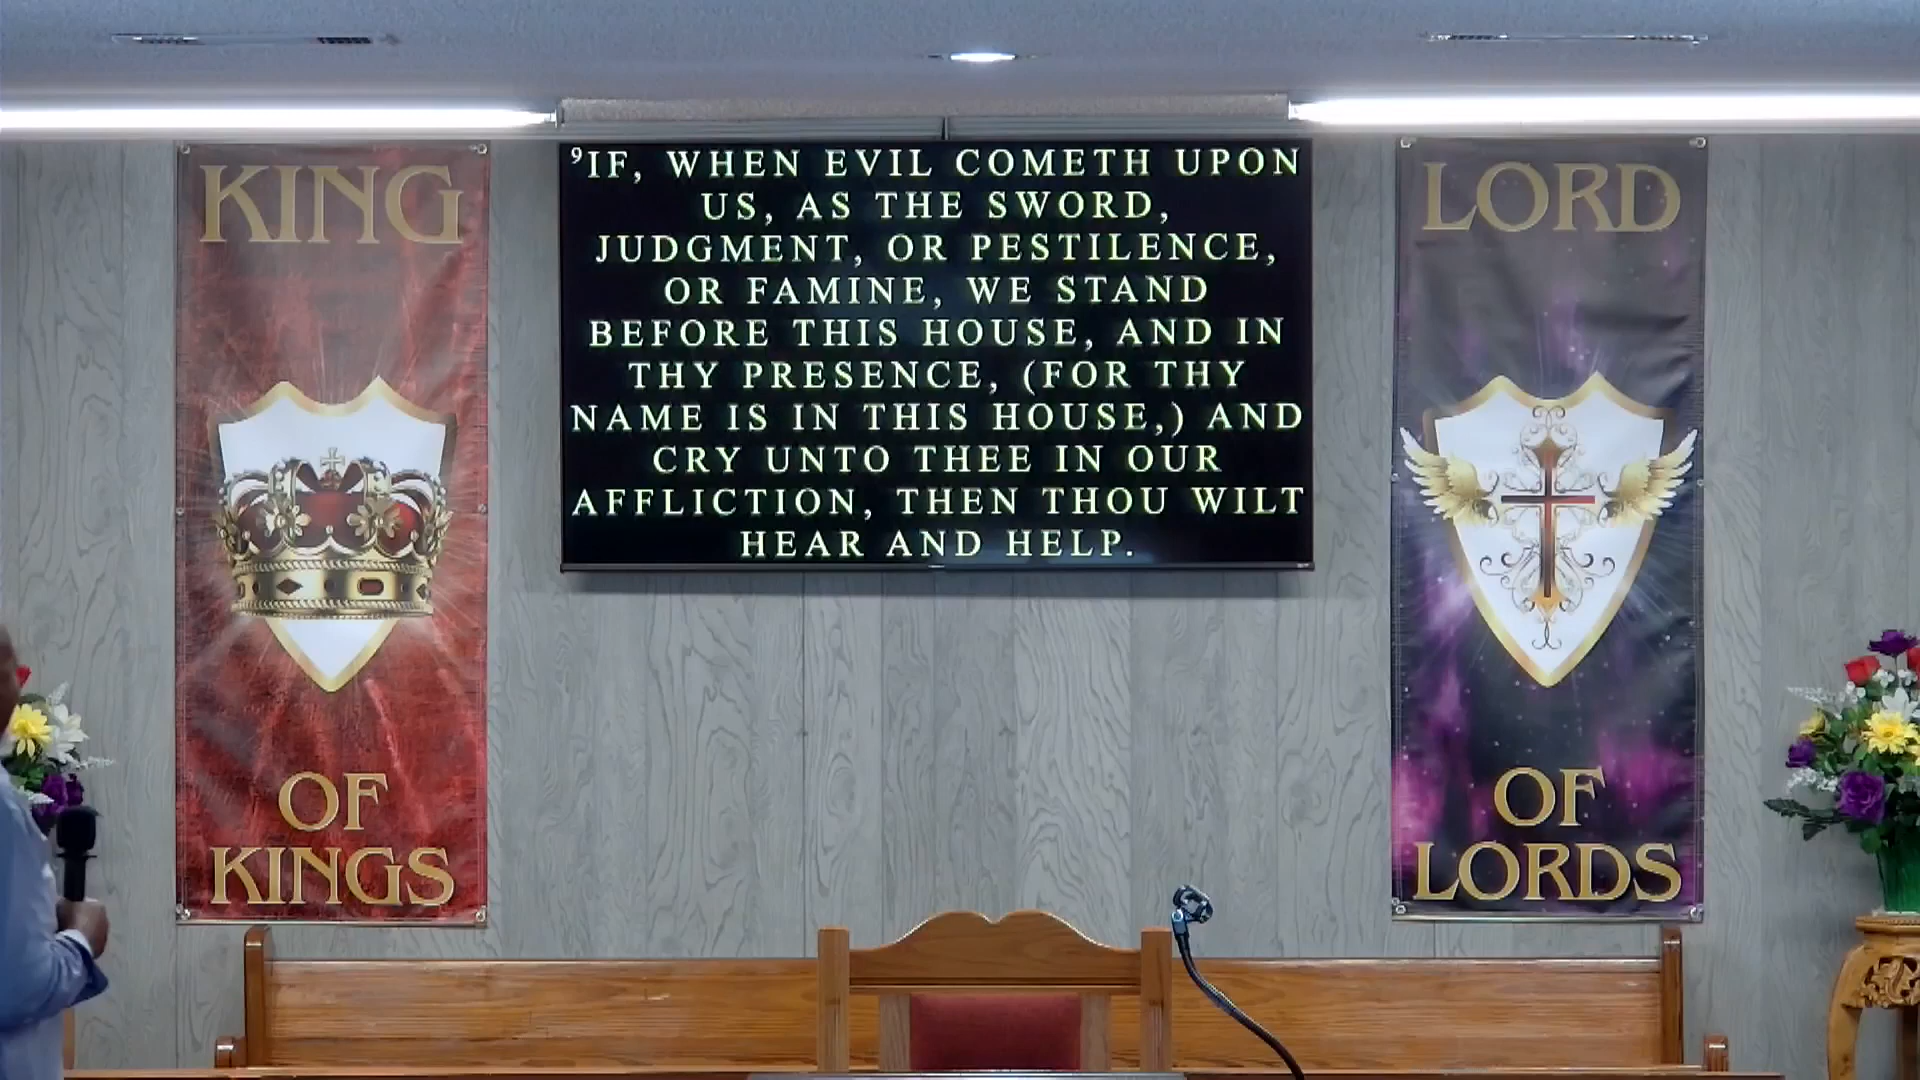 KING
OF
KINGS
⁹IF, WHEN EVIL COMETH UPON
US, AS THE SWORD,
JUDGMENT, OR PESTILENCE,
OR FAMINE, WE STAND
BEFORE THIS HOUSE, AND IN
THY PRESENCE, (FOR THY
NAME IS IN THIS HOUSE,) AND
CRY UNTO THEE IN OUR
AFFLICTION, THEN THOU WILT
HEAR AND HELP.
LORD
OF
LORDS